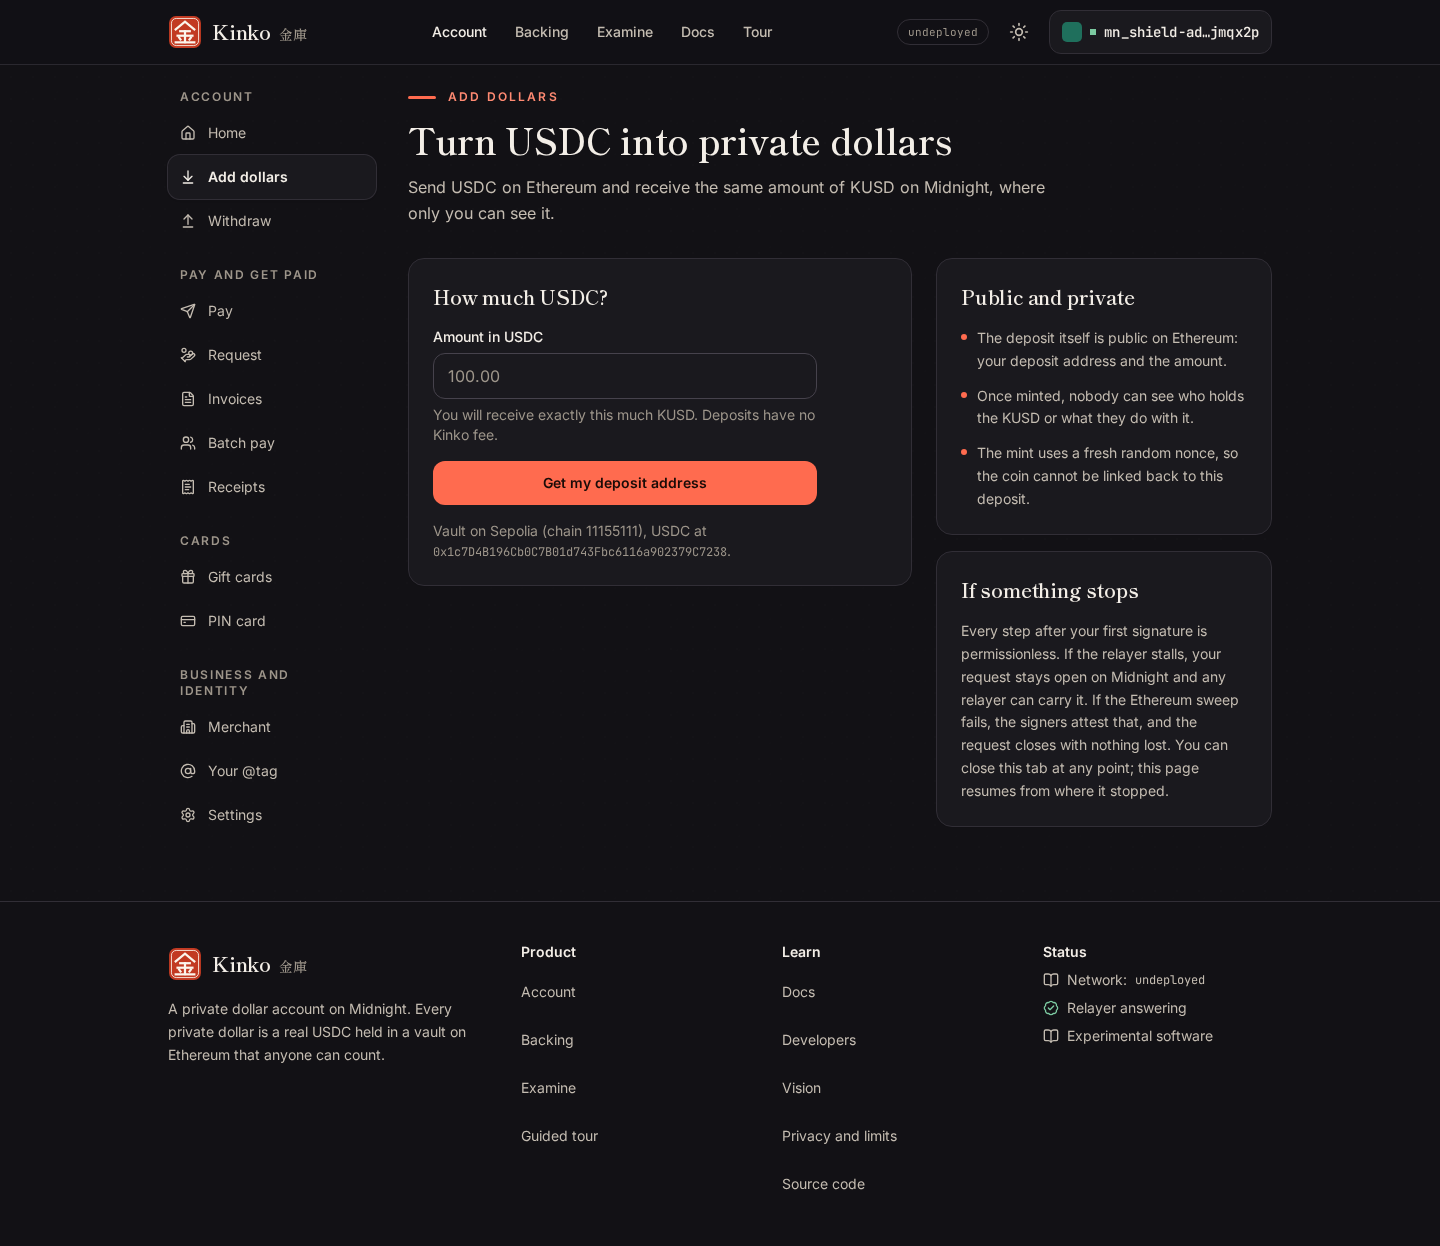 金 Kinko 金庫
Account Backing Examine Docs Tour
undeployed
mn_shield-ad…jmqx2p
ACCOUNT
Home
Add dollars
Withdraw
PAY AND GET PAID
Pay
Request
Invoices
Batch pay
Receipts
CARDS
Gift cards
PIN card
BUSINESS AND
IDENTITY
Merchant
Your @tag
Settings
ADD DOLLARS
Turn USDC into private dollars
Send USDC on Ethereum and receive the same amount of KUSD on Midnight, where
only you can see it.
How much USDC?
Amount in USDC
100.00
You will receive exactly this much KUSD. Deposits have no
Kinko fee.
Get my deposit address
Vault on Sepolia (chain 11155111), USDC at
0x1c7D4B196Cb0C7B01d743Fbc6116a902379C7238.
Public and private
The deposit itself is public on Ethereum:
your deposit address and the amount.
Once minted, nobody can see who holds
the KUSD or what they do with it.
The mint uses a fresh random nonce, so
the coin cannot be linked back to this
deposit.
If something stops
Every step after your first signature is
permissionless. If the relayer stalls, your
request stays open on Midnight and any
relayer can carry it. If the Ethereum sweep
fails, the signers attest that, and the
request closes with nothing lost. You can
close this tab at any point; this page
resumes from where it stopped.
金 Kinko 金庫
A private dollar account on Midnight. Every
private dollar is a real USDC held in a vault on
Ethereum that anyone can count.
Product
Account
Backing
Examine
Guided tour
Learn
Docs
Developers
Vision
Privacy and limits
Source code
Status
Network: undeployed
Relayer answering
Experimental software